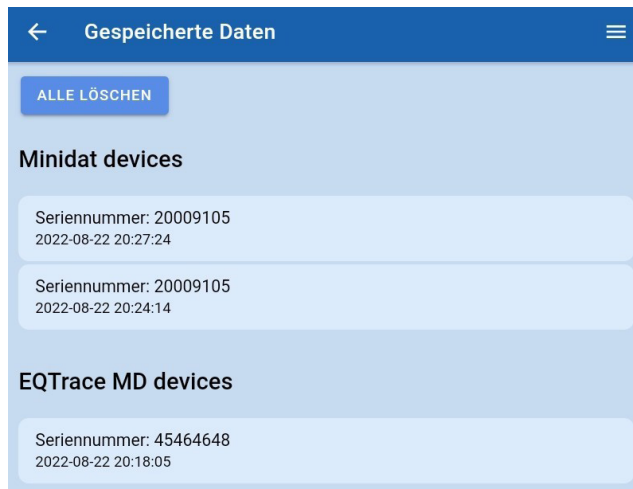 Gespeicherte Daten
ALLE LÖSCHEN
Minidat devices
Seriennummer: 20009105
2022-08-22 20:27:24
Seriennummer: 20009105
2022-08-22 20:24:14
EQTrace MD devices
Seriennummer: 45464648
2022-08-22 20:18:05